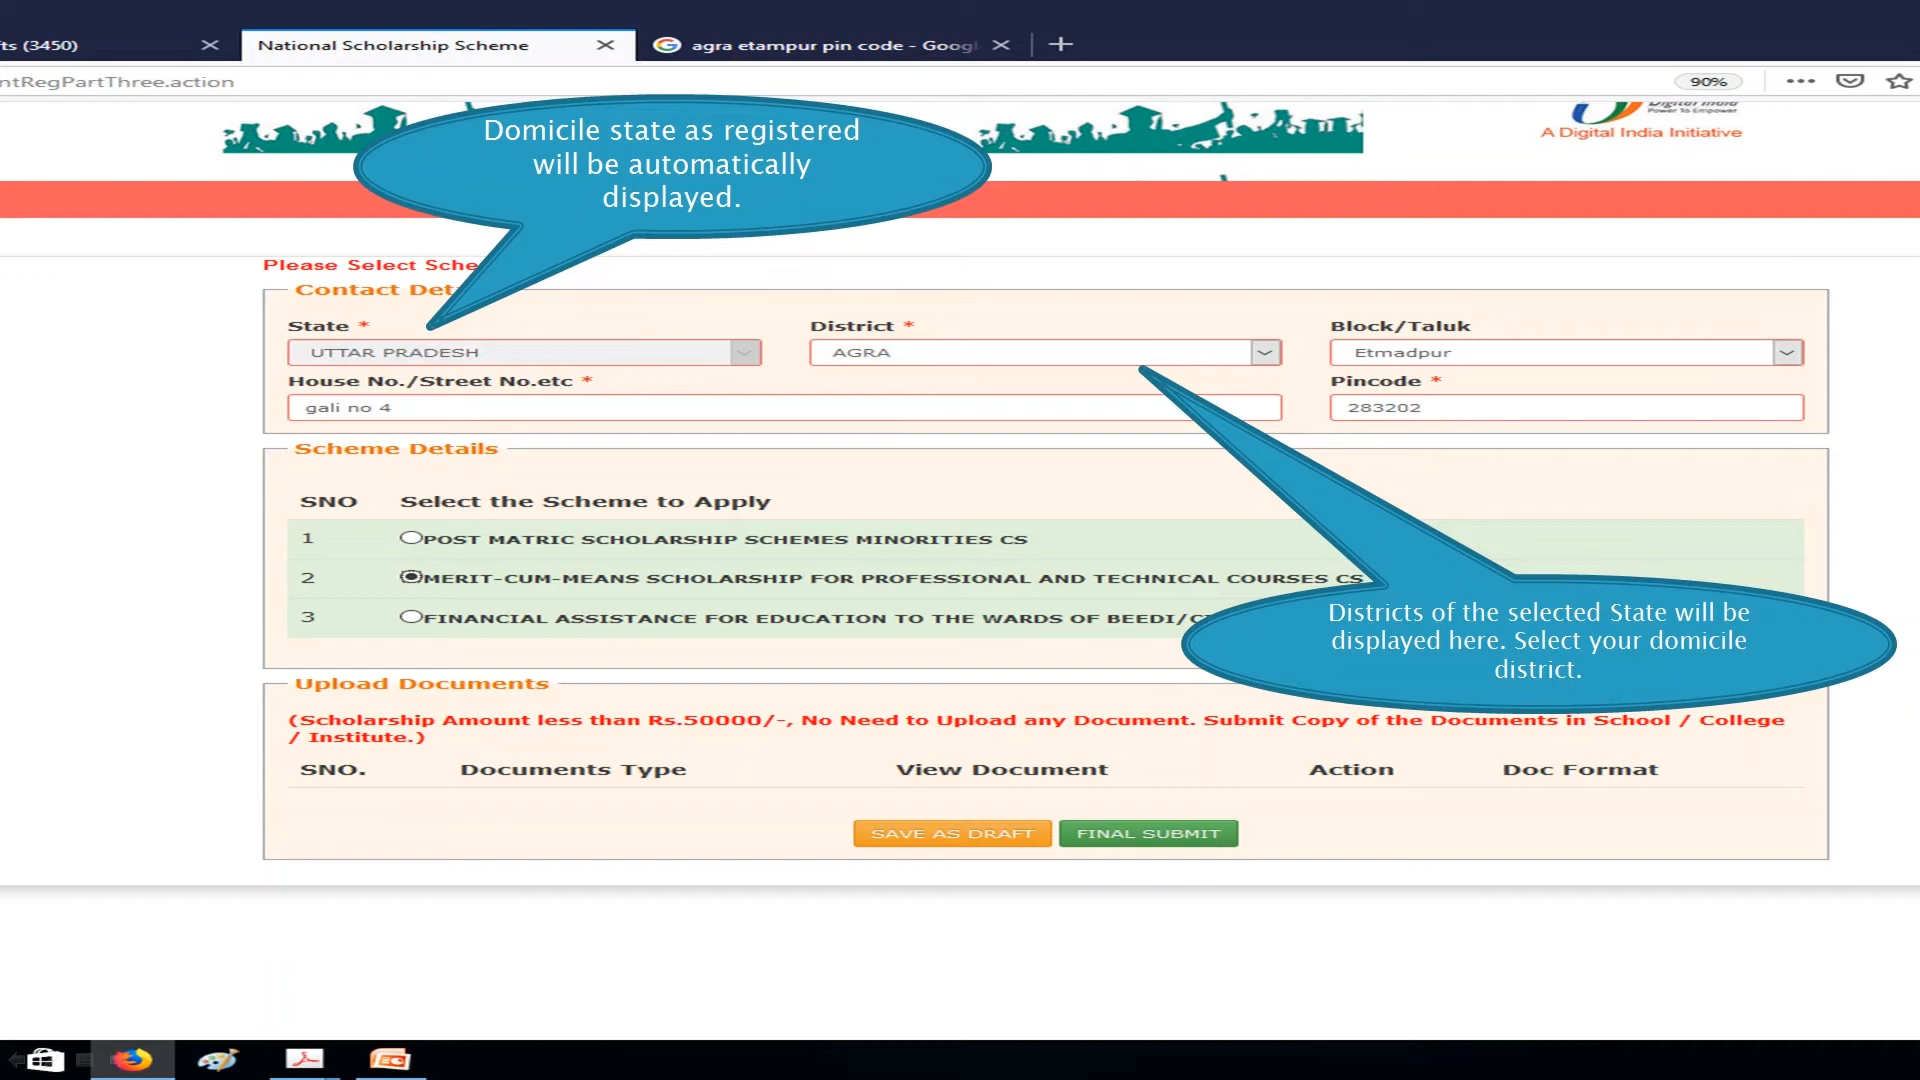 ts (3450)
National Scholarship Scheme
agra etampur pin code - Googl
ntRegPartThree.action
90%
Digital India
Power To Empower
A Digital India Initiative
Domicile state as registered
will be automatically
displayed.
Please Select Sche
Contact Det
State *
District *
Block/Taluk
UTTAR PRADESH
AGRA
Etmadpur
House No./Street No.etc *
Pincode *
gali no 4
283202
Scheme Details
SNO Select the Scheme to Apply
1 POST MATRIC SCHOLARSHIP SCHEMES MINORITIES CS
2 MERIT-CUM-MEANS SCHOLARSHIP FOR PROFESSIONAL AND TECHNICAL COURSES CS
3 FINANCIAL ASSISTANCE FOR EDUCATION TO THE WARDS OF BEEDI/
Districts of the selected State will be
displayed here. Select your domicile
district.
Upload Documents
(Scholarship Amount less than Rs.50000/-, No Need to Upload any Document. Submit Copy of the Documents in School / College
/ Institute.)
SNO. Documents Type View Document Action Doc Format
SAVE AS DRAFT FINAL SUBMIT